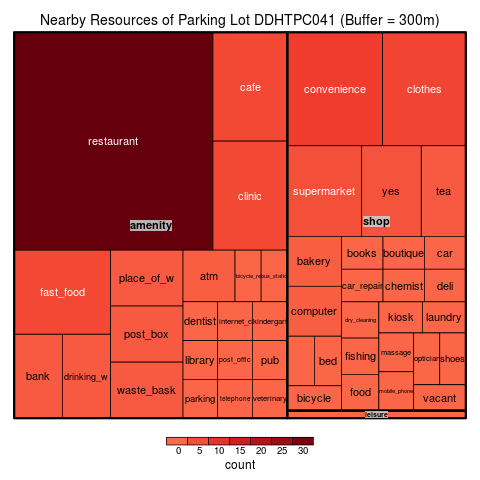 Nearby Resources of Parking Lot DDHTPC041 (Buffer = 300m)
restaurant
amenity
cafe
clinic
fast_food
bank
drinking_w
place_of_w
post_box
waste_bask
atm
bicycle_re
bus_static
dentist
internet_c
kindergart
library
post_offic
pub
parking
telephone
veterinary
convenience
clothes
supermarket
yes
tea
shop
bakery
computer
bed
bicycle
books
boutique
car
car_repair
chemist
deli
dry_cleaning
kiosk
laundry
fishing
massage
optician
shoes
food
mobile_phone
vacant
leisure
0 5 10 15 20 25 30
count